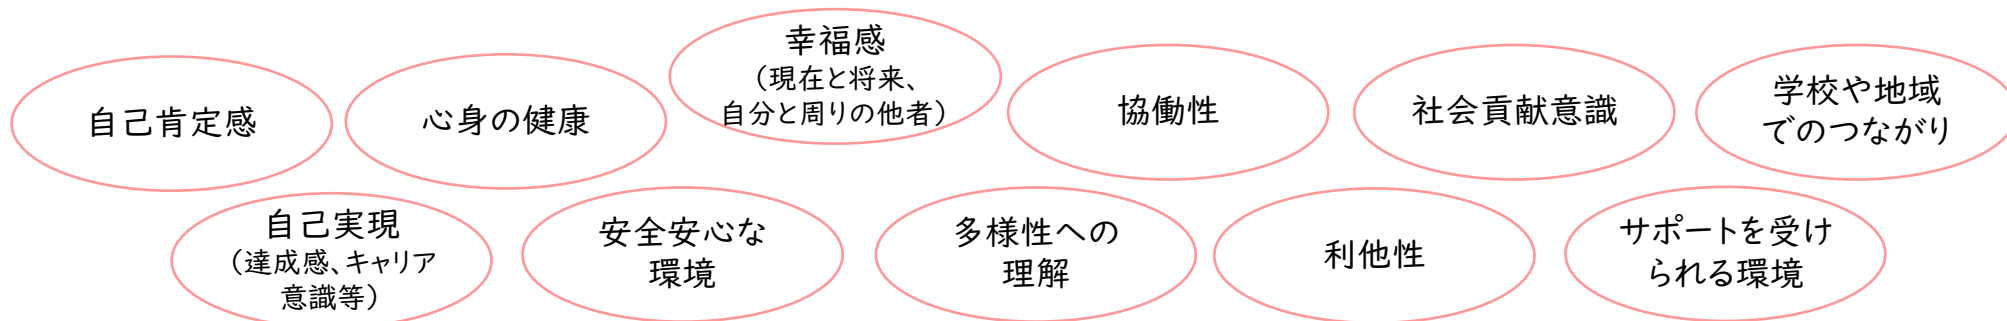 自己肯定感
心身の健康
幸福感
（現在と将来、
自分と周りの他者）
協働性
社会貢献意識
学校や地域
でのつながり
自己実現
（達成感、キャリア
意識等）
安全安心な
環境
多様性への
理解
利他性
サポートを受け
られる環境